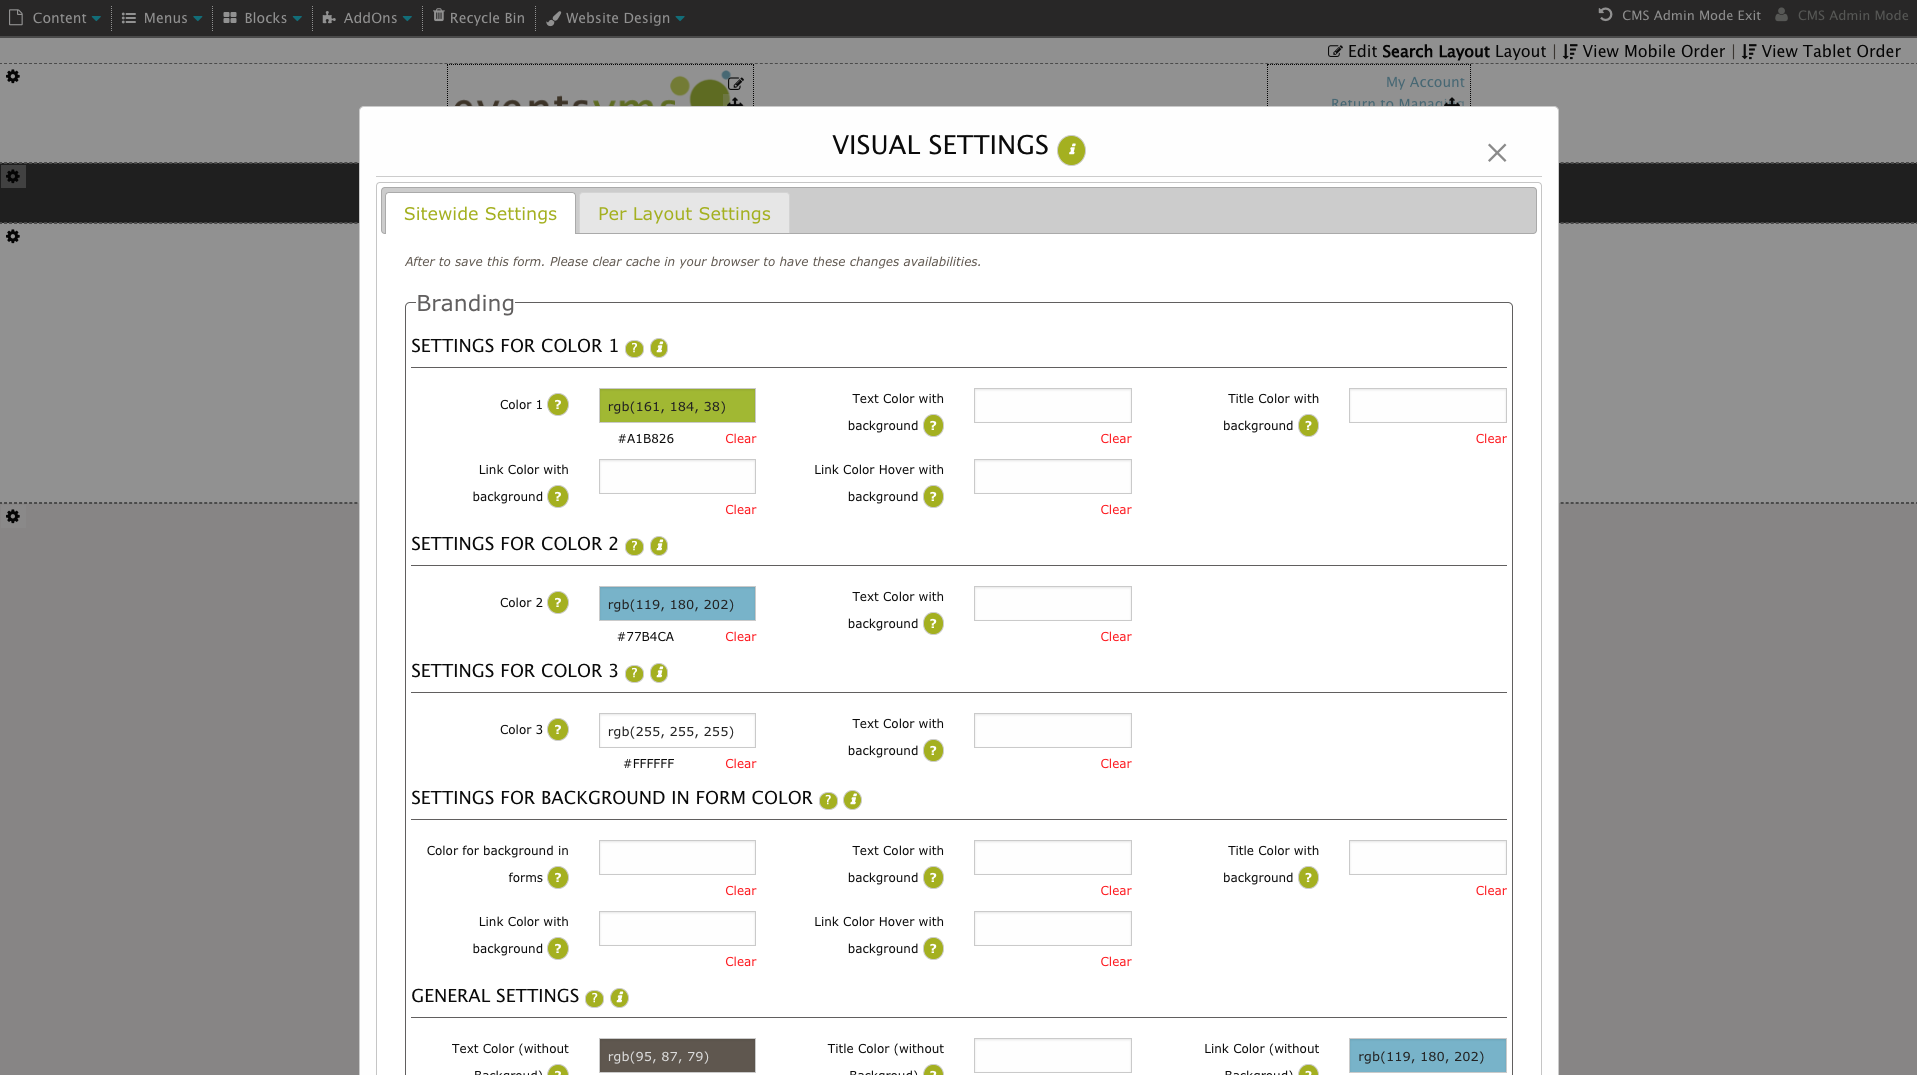 Content Menus Blocks AddOns Recycle Bin Website Design CMS Admin Mode Exit CMS Admin Mode
Edit Search Layout Layout | View Mobile Order | View Tablet Order
My Account
VISUAL SETTINGS
Sitewide Settings Per Layout Settings
After to save this form. Please clear cache in your browser to have these changes availabilities.
Branding
SETTINGS FOR COLOR 1
Color 1 rgb(161, 184, 38) Text Color with background Title Color with background
#A1B826 Clear Clear Clear
Link Color with background Link Color Hover with background
Clear Clear
SETTINGS FOR COLOR 2
Color 2 rgb(119, 180, 202) Text Color with background
#77B4CA Clear Clear
SETTINGS FOR COLOR 3
Color 3 rgb(255, 255, 255) Text Color with background
#FFFFFF Clear Clear
SETTINGS FOR BACKGROUND IN FORM COLOR
Color for background in forms Text Color with background Title Color with background
Clear Clear Clear
Link Color with background Link Color Hover with background
Clear Clear
GENERAL SETTINGS
Text Color (without Backgroud) rgb(95, 87, 79) Title Color (without Backgroud) Link Color (without Backgroud) rgb(119, 180, 202)